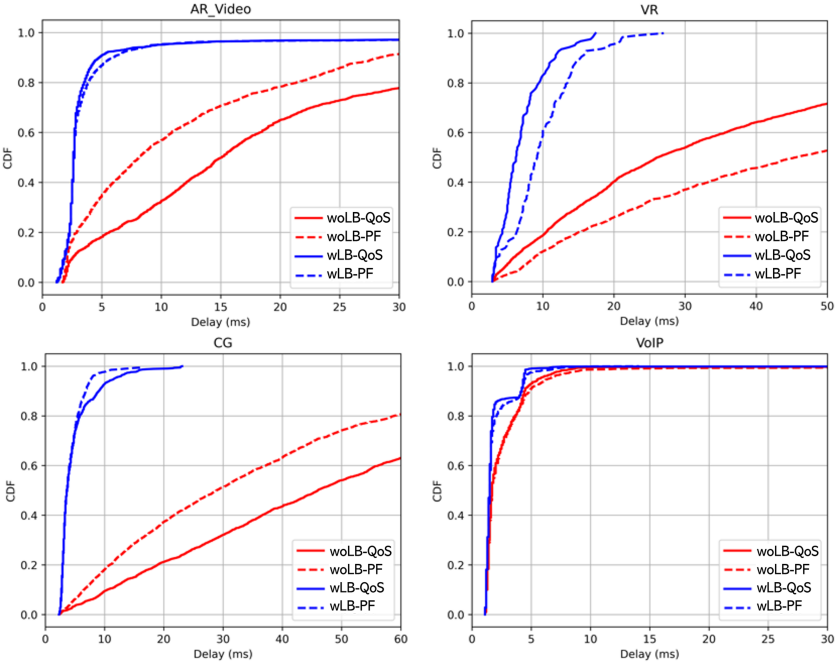 AR_Video
CDF
1.0
0.8
0.6
0.4
0.2
0.0
woLB-QoS
woLB-PF
wLB-QoS
wLB-PF
0 5 10 15 20 25 30
Delay (ms)
VR
CDF
1.0
0.8
0.6
0.4
0.2
0.0
woLB-QoS
woLB-PF
wLB-QoS
wLB-PF
0 10 20 30 40 50
Delay (ms)
CG
CDF
1.0
0.8
0.6
0.4
0.2
0.0
woLB-QoS
woLB-PF
wLB-QoS
wLB-PF
0 10 20 30 40 50 60
Delay (ms)
VoIP
CDF
1.0
0.8
0.6
0.4
0.2
0.0
woLB-QoS
woLB-PF
wLB-QoS
wLB-PF
0 5 10 15 20 25 30
Delay (ms)